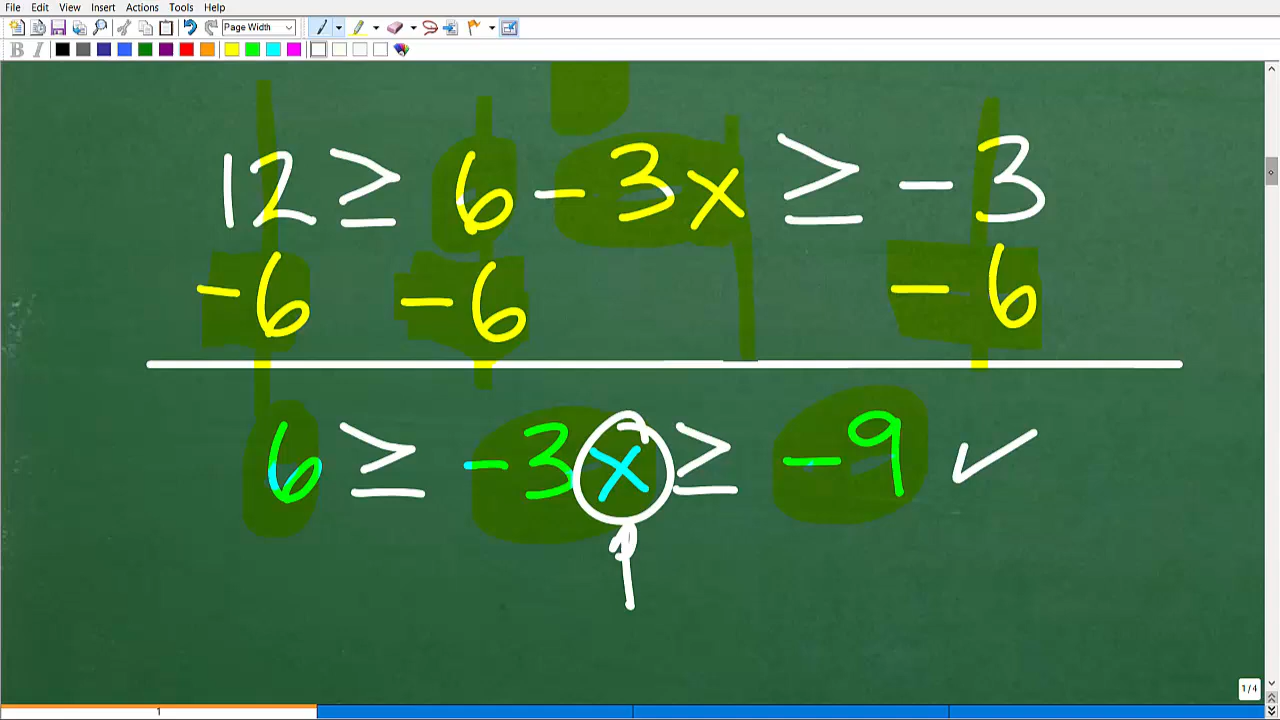 File Edit View Insert Actions Tools Help
Page Width
B I
12 ≥ 6 - 3x ≥ -3
-6 -6 -6
6 ≥ -3x ≥ -9 ✓
1/4
1